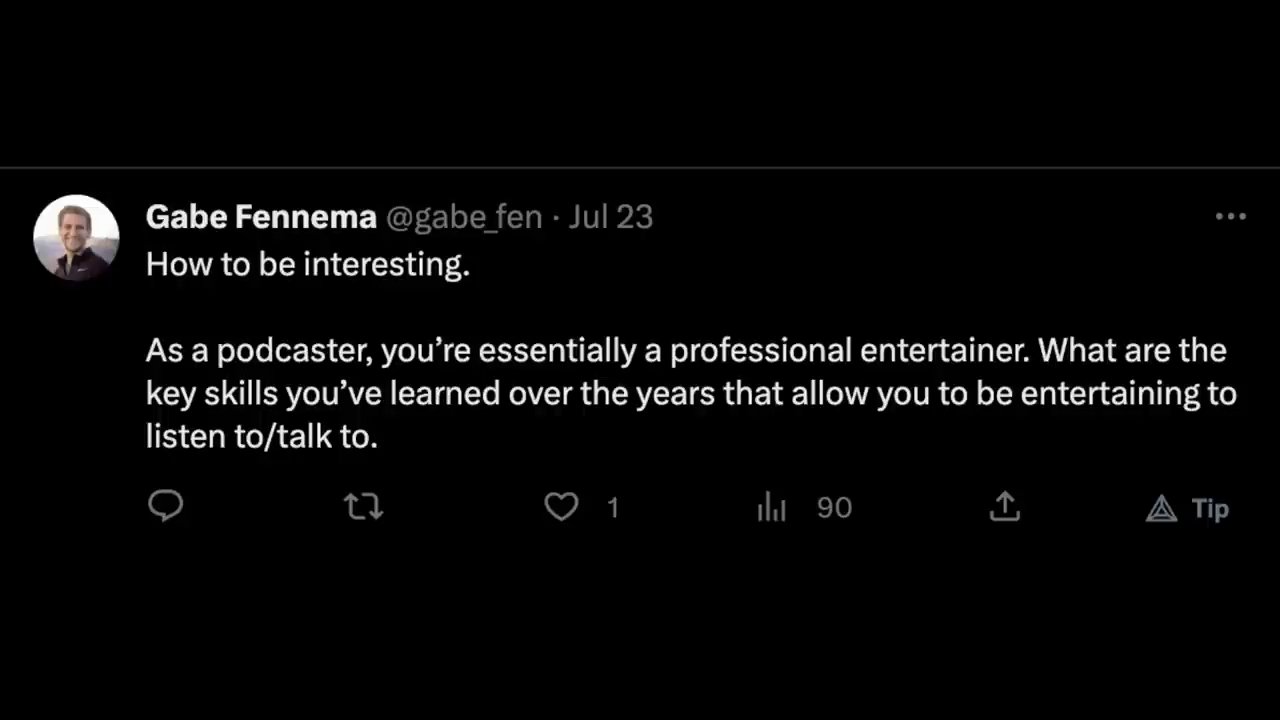 Gabe Fennema @gabe_fen · Jul 23
How to be interesting.
As a podcaster, you’re essentially a professional entertainer. What are the
key skills you’ve learned over the years that allow you to be entertaining to
listen to/talk to.
1 90 Tip